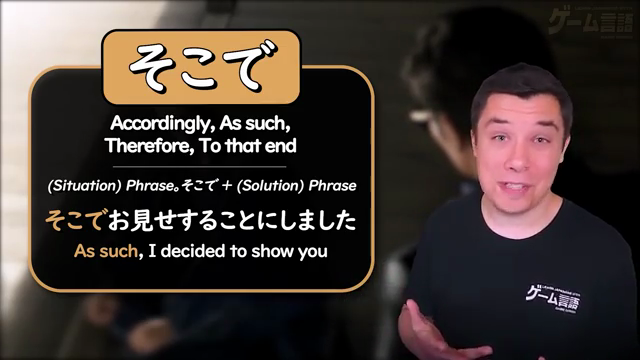 そこで
Accordingly, As such,
Therefore, To that end
(Situation) Phrase。そこで + (Solution) Phrase
そこでお見せすることにしました
As such, I decided to show you
ゲーム言語
ゲーム言語